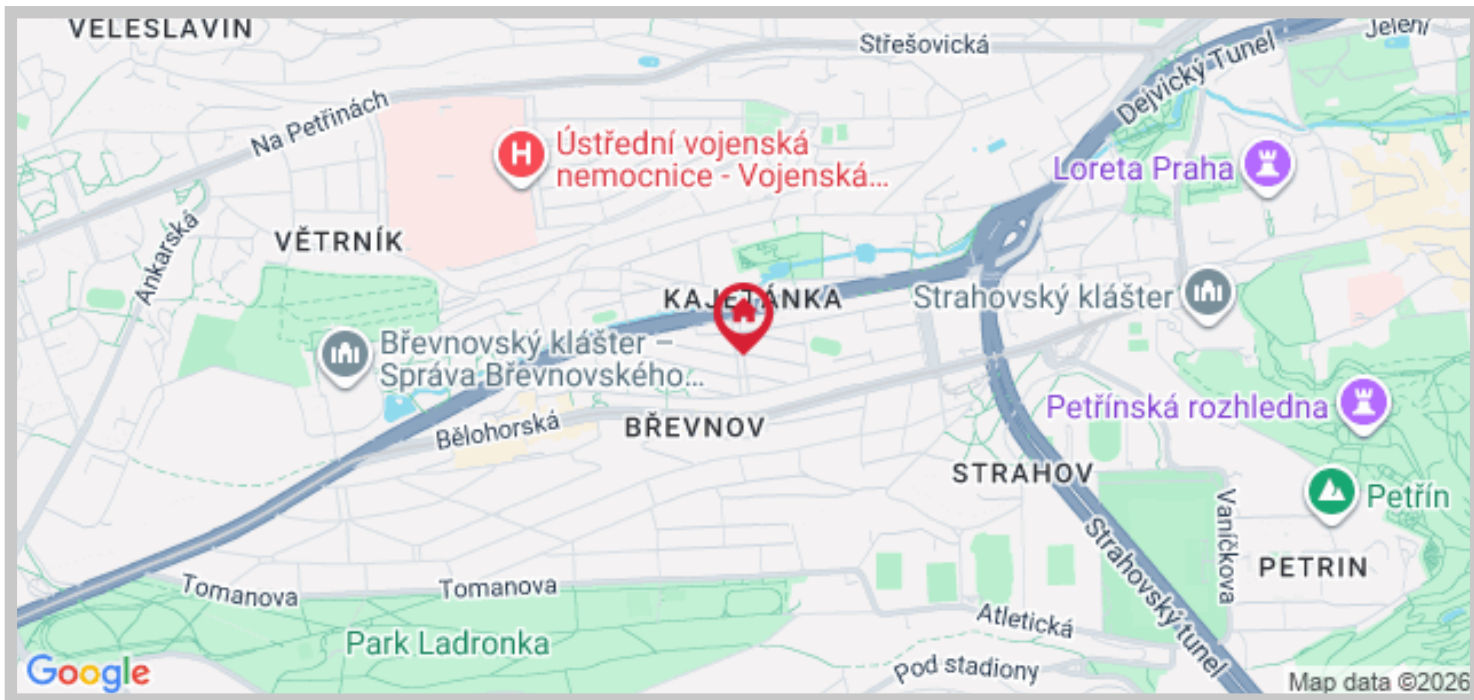 VELESLAVIN
Střešovická
Jelení
Dejvický Tunel
Na Petřinách
Ústřední vojenská
nemocnice - Vojenská...
Loreta Praha
Ankarská
VĚTRNÍK
KAJETÁNKA
Strahovský klášter
Břevnovský klášter –
Správa Břevnovského...
Petřínská rozhledna
Bělohorská
BŘEVNOV
STRAHOV
Petřín
Vaníčkova
Strahovský tunel
PETRIN
Tomanova
Tomanova
Atletická
Park Ladronka
Pod stadiony
Google
Map data ©2026